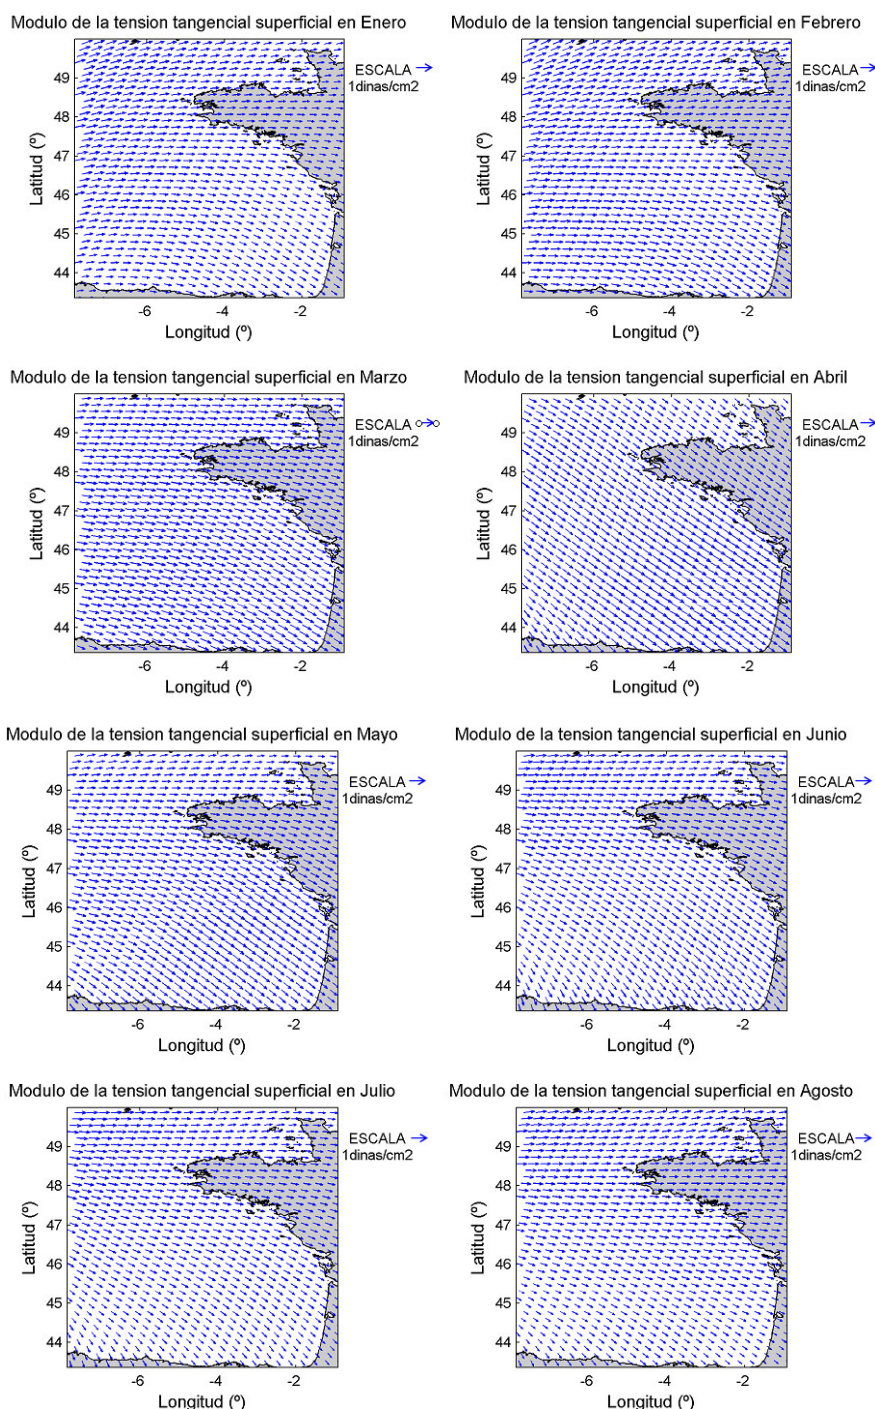 Modulo de la tension tangencial superficial en Enero
49
48
47
46
45
44
Latitud (º)
-6
-4
-2
Longitud (º)
ESCALA
1dinas/cm2
Modulo de la tension tangencial superficial en Febrero
49
48
47
46
45
44
Latitud (º)
-6
-4
-2
Longitud (º)
ESCALA
1dinas/cm2
Modulo de la tension tangencial superficial en Marzo
49
48
47
46
45
44
Latitud (º)
-6
-4
-2
Longitud (º)
ESCALA
1dinas/cm2
Modulo de la tension tangencial superficial en Abril
49
48
47
46
45
44
Latitud (º)
-6
-4
-2
Longitud (º)
ESCALA
1dinas/cm2
Modulo de la tension tangencial superficial en Mayo
49
48
47
46
45
44
Latitud (º)
-6
-4
-2
Longitud (º)
ESCALA
1dinas/cm2
Modulo de la tension tangencial superficial en Junio
49
48
47
46
45
44
Latitud (º)
-6
-4
-2
Longitud (º)
ESCALA
1dinas/cm2
Modulo de la tension tangencial superficial en Julio
49
48
47
46
45
44
Latitud (º)
-6
-4
-2
Longitud (º)
ESCALA
1dinas/cm2
Modulo de la tension tangencial superficial en Agosto
49
48
47
46
45
44
Latitud (º)
-6
-4
-2
Longitud (º)
ESCALA
1dinas/cm2